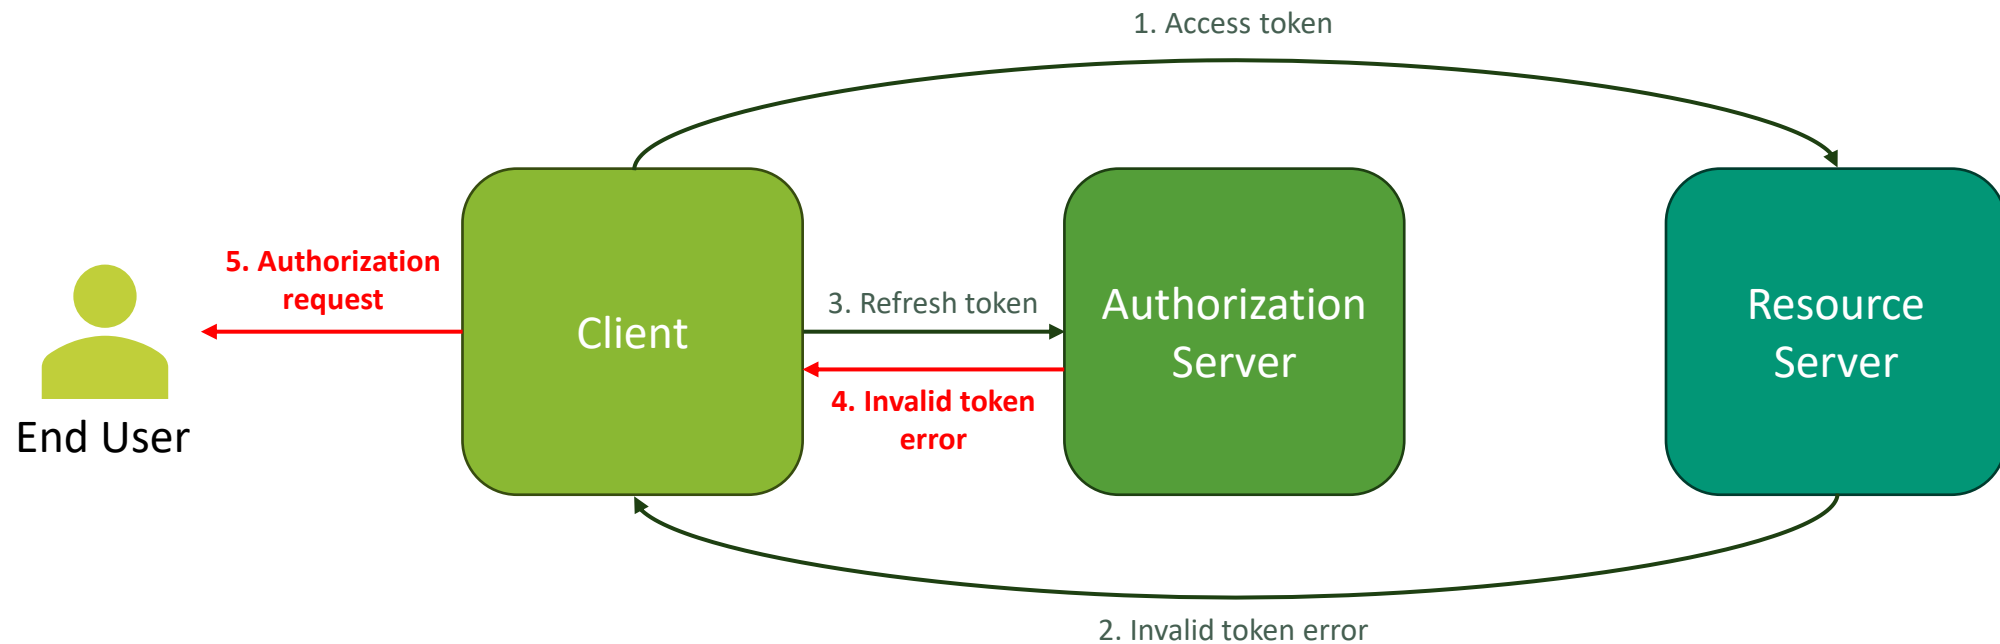 1. Access token
5. Authorization
request
Client
3. Refresh token
4. Invalid token
error
Authorization
Server
Resource
Server
End User
2. Invalid token error